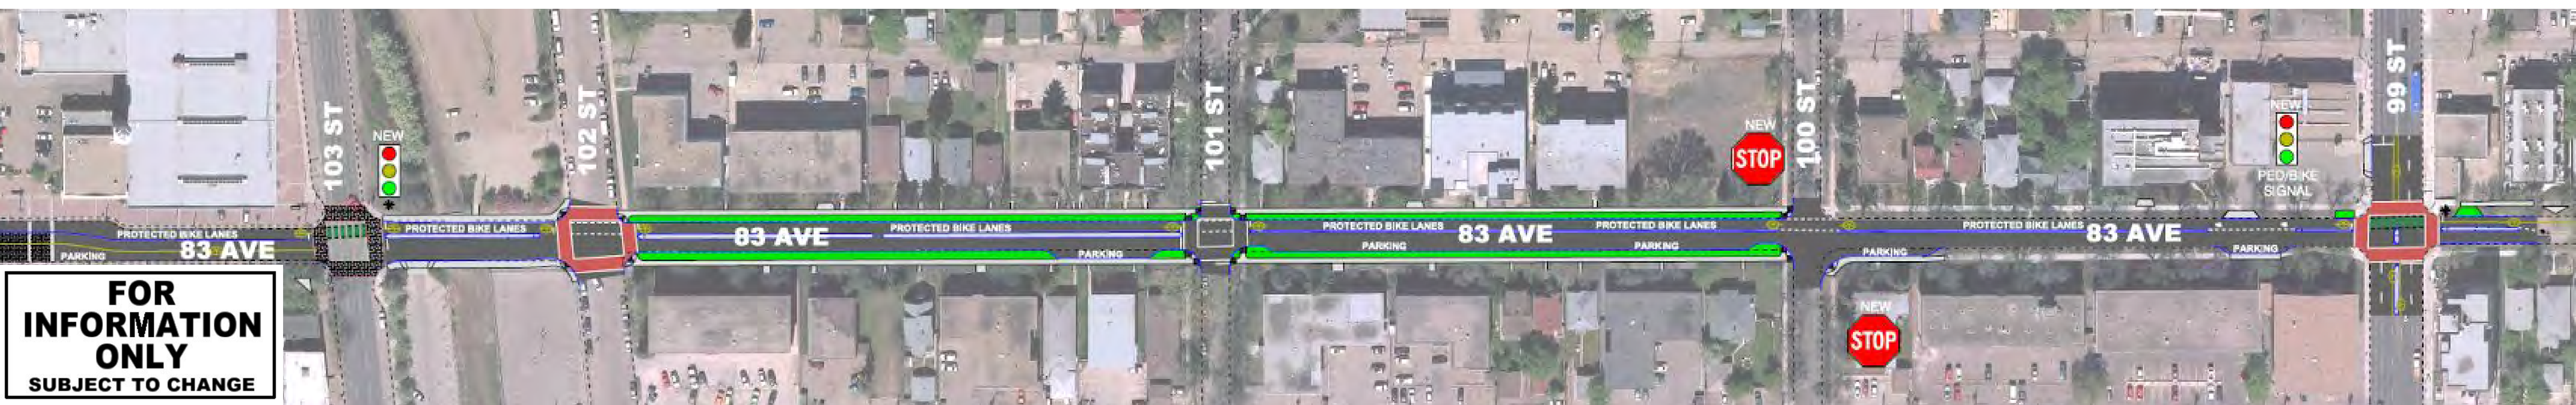 103 ST
NEW
102 ST
101 ST
NEW
STOP
100 ST
NEW
PED/BIKE
SIGNAL
99 ST
PROTECTED BIKE LANES
83 AVE
PARKING
PROTECTED BIKE LANES
83 AVE
PROTECTED BIKE LANES
PARKING
PROTECTED BIKE LANES
83 AVE
PROTECTED BIKE LANES
PARKING
PARKING
PROTECTED BIKE LANES
83 AVE
PARKING
PARKING
NEW
STOP
FOR
INFORMATION
ONLY
SUBJECT TO CHANGE